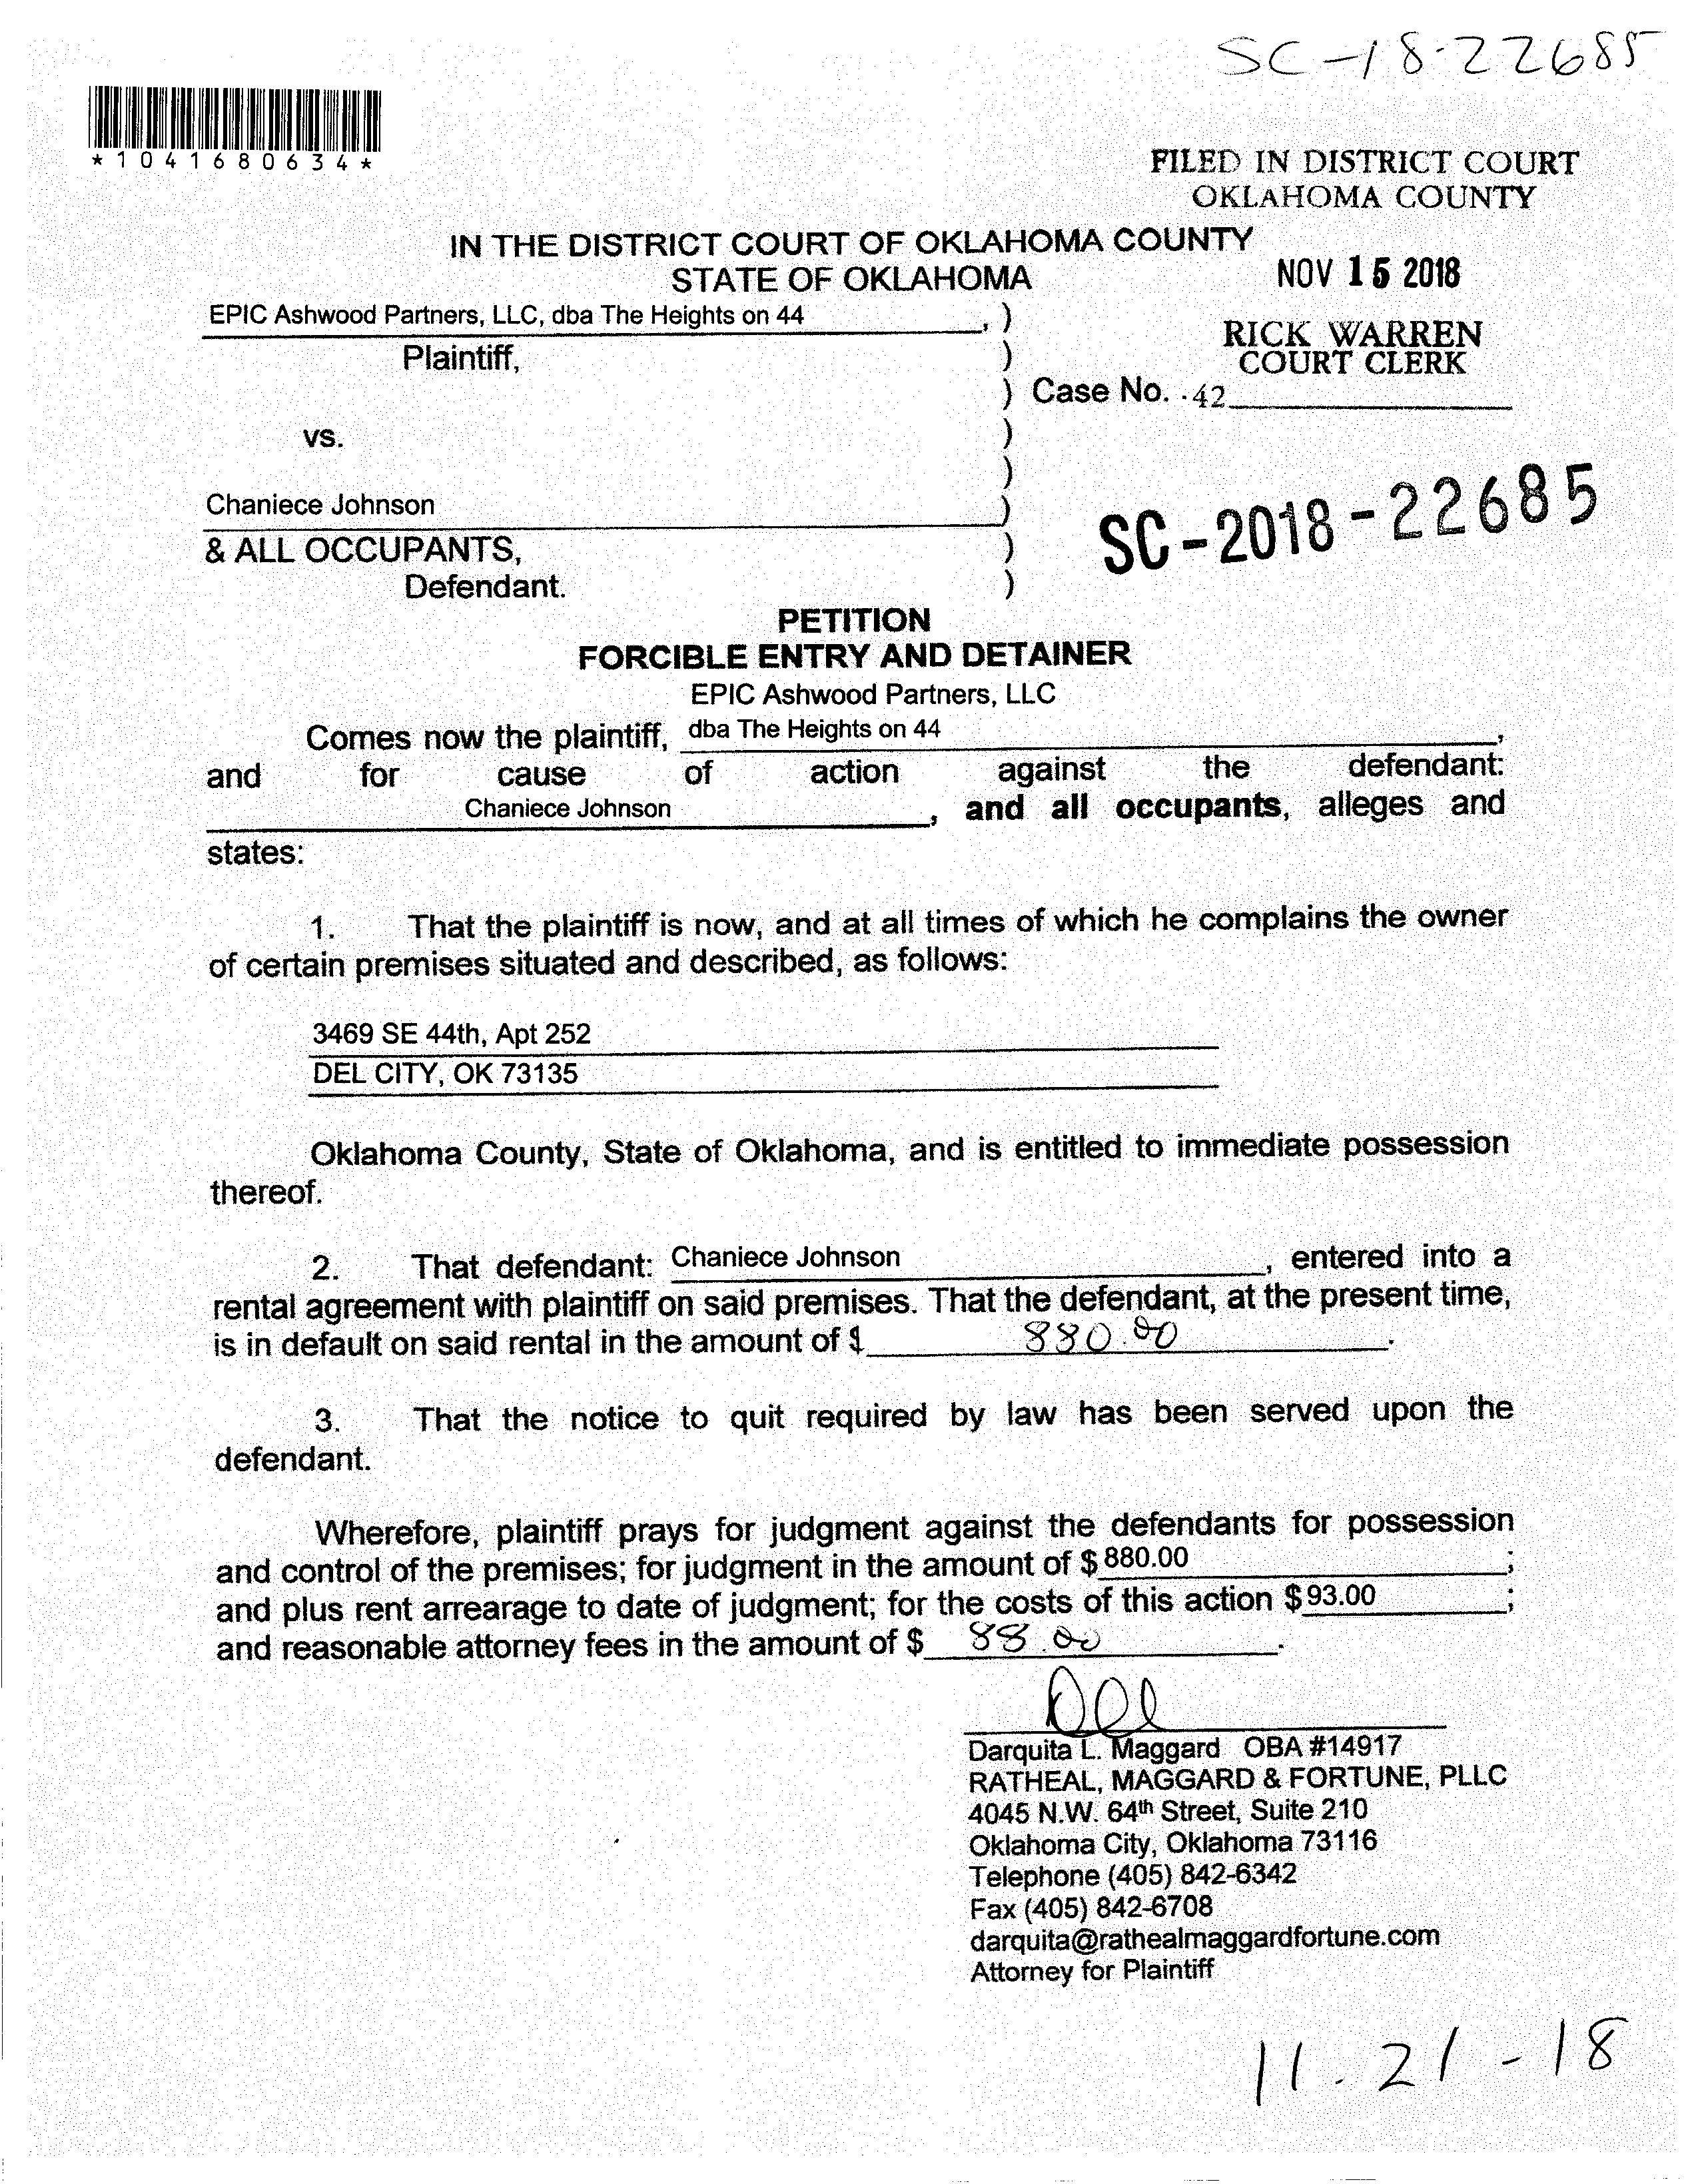 SC-18-22685
*1041680634*
FILED IN DISTRICT COURT
OKLAHOMA COUNTY
IN THE DISTRICT COURT OF OKLAHOMA COUNTY
STATE OF OKLAHOMA
NOV 15 2018
EPIC Ashwood Partners, LLC, dba The Heights on 44 , )
RICK WARREN
Plaintiff, )
COURT CLERK
) Case No. .42
vs. )
)
Chaniece Johnson )
SC-2018-22685
& ALL OCCUPANTS, )
Defendant. )
PETITION
FORCIBLE ENTRY AND DETAINER
EPIC Ashwood Partners, LLC
Comes now the plaintiff, dba The Heights on 44 ,
and for cause of action against the defendant:
Chaniece Johnson , and all occupants, alleges and
states:
1. That the plaintiff is now, and at all times of which he complains the owner
of certain premises situated and described, as follows:
3469 SE 44th, Apt 252
DEL CITY, OK 73135
Oklahoma County, State of Oklahoma, and is entitled to immediate possession
thereof.
2. That defendant: Chaniece Johnson , entered into a
rental agreement with plaintiff on said premises. That the defendant, at the present time,
is in default on said rental in the amount of $ 880.00 .
3. That the notice to quit required by law has been served upon the
defendant.
Wherefore, plaintiff prays for judgment against the defendants for possession
and control of the premises; for judgment in the amount of $ 880.00 ;
and plus rent arrearage to date of judgment; for the costs of this action $ 93.00 ;
and reasonable attorney fees in the amount of $ 88.00 .
Darquita L. Maggard OBA #14917
RATHEAL, MAGGARD & FORTUNE, PLLC
4045 N.W. 64th Street, Suite 210
Oklahoma City, Oklahoma 73116
Telephone (405) 842-6342
Fax (405) 842-6708
darquita@rathealmaggardfortune.com
Attorney for Plaintiff
11.21-18